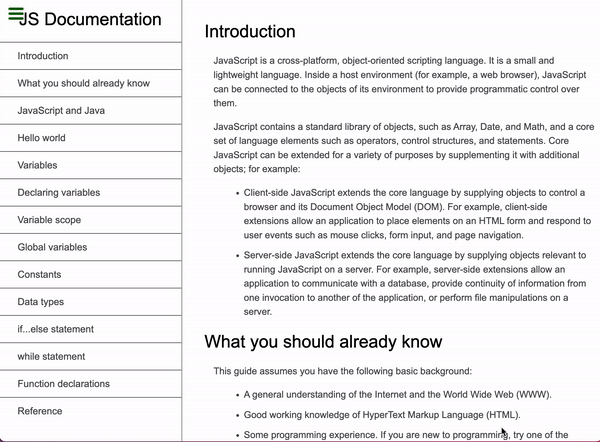 JS Documentation
Introduction
What you should already know
JavaScript and Java
Hello world
Variables
Declaring variables
Variable scope
Global variables
Constants
Data types
if...else statement
while statement
Function declarations
Reference
Introduction
JavaScript is a cross-platform, object-oriented scripting language. It is a small and
lightweight language. Inside a host environment (for example, a web browser), JavaScript
can be connected to the objects of its environment to provide programmatic control over
them.
JavaScript contains a standard library of objects, such as Array, Date, and Math, and a core
set of language elements such as operators, control structures, and statements. Core
JavaScript can be extended for a variety of purposes by supplementing it with additional
objects; for example:
• Client-side JavaScript extends the core language by supplying objects to control a
browser and its Document Object Model (DOM). For example, client-side
extensions allow an application to place elements on an HTML form and respond to
user events such as mouse clicks, form input, and page navigation.
• Server-side JavaScript extends the core language by supplying objects relevant to
running JavaScript on a server. For example, server-side extensions allow an
application to communicate with a database, provide continuity of information from
one invocation to another of the application, or perform file manipulations on a
server.
What you should already know
This guide assumes you have the following basic background:
• A general understanding of the Internet and the World Wide Web (WWW).
• Good working knowledge of HyperText Markup Language (HTML).
• Some programming experience. If you are new to programming, try one of the